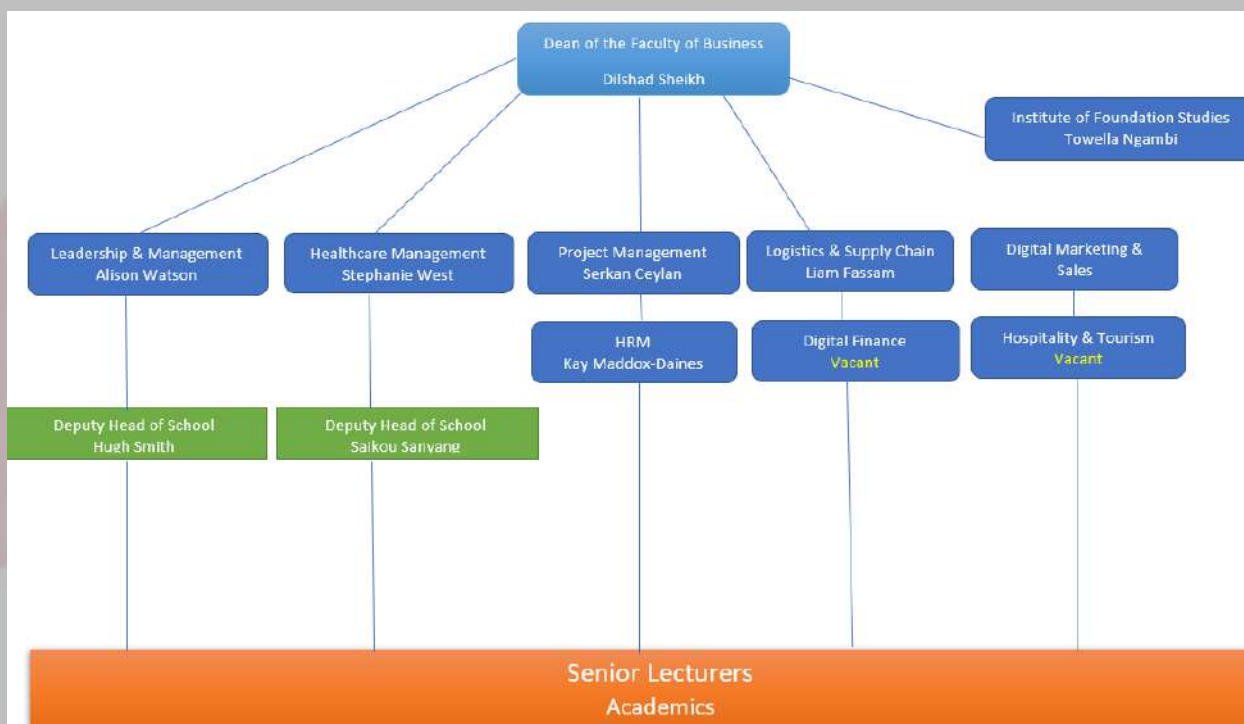 Dean of the Faculty of Business
Dilshad Sheikh
Institute of Foundation Studies
Towella Ngambi
Leadership & Management
Alison Watson
Healthcare Management
Stephanie West
Project Management
Serkan Ceylan
Logistics & Supply Chain
Liam Fassam
Digital Marketing &
Sales
HRM
Kay Maddox-Daines
Digital Finance
Vacant
Hospitality & Tourism
Vacant
Deputy Head of School
Hugh Smith
Deputy Head of School
Saikou Sanyang
Senior Lecturers
Academics